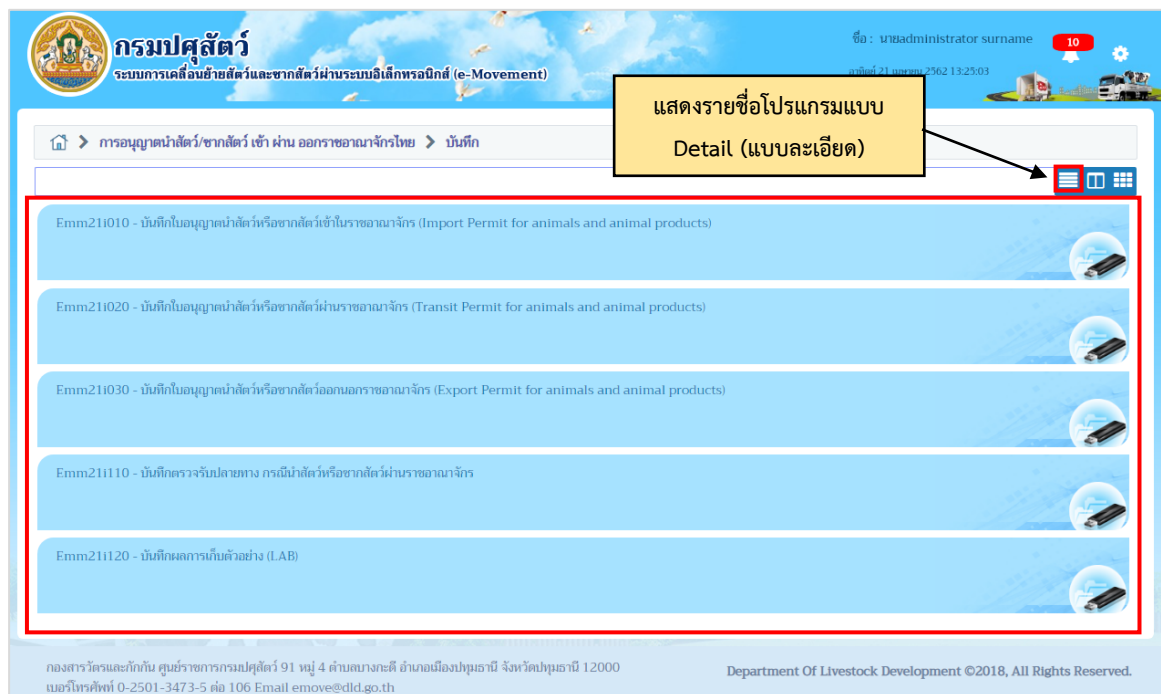 กรมปศุสัตว์
ระบบการเคลื่อนย้ายสัตว์และซากสัตว์ผ่านระบบอิเล็กทรอนิกส์ (e-Movement)
ชื่อ : นายadministrator surname
10
อาทิตย์ 21 เมษายน 2562 13:25:03
แสดงรายชื่อโปรแกรมแบบ
Detail (แบบละเอียด)
การอนุญาตนำสัตว์/ซากสัตว์ เข้า ผ่าน ออกราชอาณาจักรไทย > บันทึก
Emm21i010 - บันทึกใบอนุญาตนำสัตว์หรือซากสัตว์เข้าในราชอาณาจักร (Import Permit for animals and animal products)
Emm21i020 - บันทึกใบอนุญาตนำสัตว์หรือซากสัตว์ผ่านราชอาณาจักร (Transit Permit for animals and animal products)
Emm21i030 - บันทึกใบอนุญาตนำสัตว์หรือซากสัตว์ออกนอกราชอาณาจักร (Export Permit for animals and animal products)
Emm21i110 - บันทึกตรวจรับปลายทาง กรณีนำสัตว์หรือซากสัตว์ผ่านราชอาณาจักร
Emm21i120 - บันทึกผลการเก็บตัวอย่าง (LAB)
กองสารวัตรและกักกัน ศูนย์ราชการกรมปศุสัตว์ 91 หมู่ 4 ตำบลบางกะดี อำเภอเมืองปทุมธานี จังหวัดปทุมธานี 12000
เบอร์โทรศัพท์ 0-2501-3473-5 ต่อ 106 Email emove@dld.go.th
Department Of Livestock Development ©2018, All Rights Reserved.